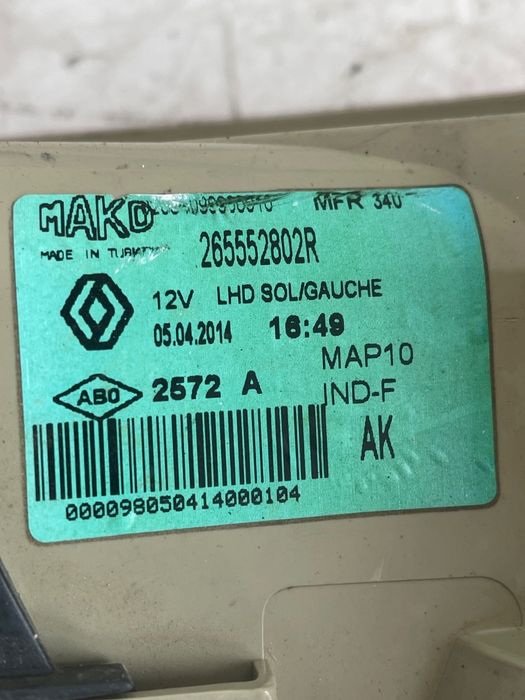 MAKO
MFR 340
MADE IN
265552802R
12V LHD SOL/GAUCHE
05.04.2014 16:49
MAP10
ABO 2572 A
IND-F
AK
000098050414000104